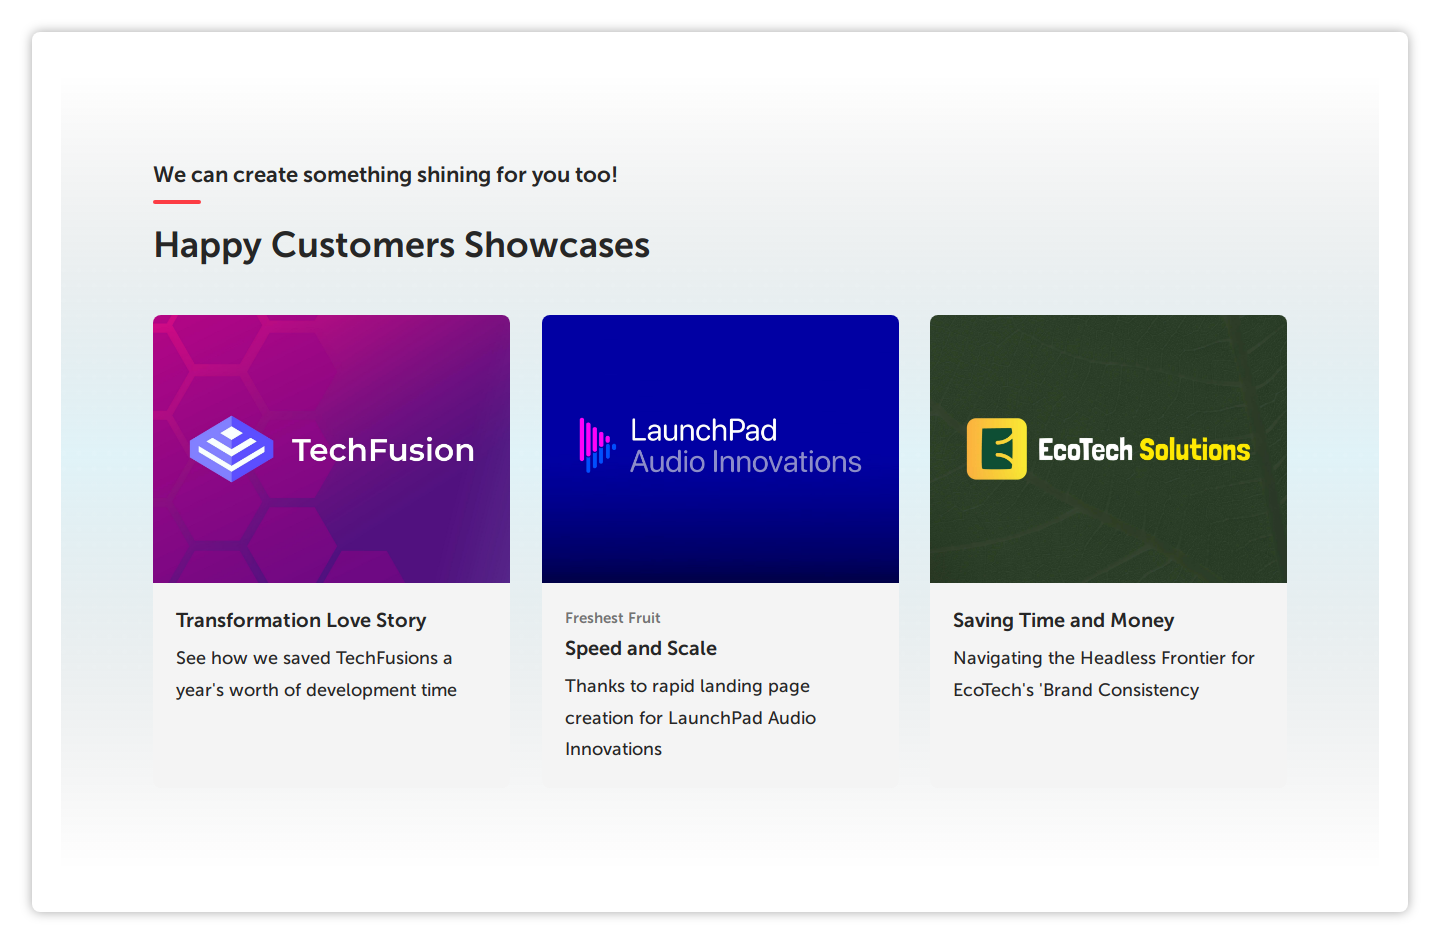 We can create something shining for you too!
Happy Customers Showcases
TechFusion
Transformation Love Story
See how we saved TechFusions a
year's worth of development time
LaunchPad
Audio Innovations
Freshest Fruit
Speed and Scale
Thanks to rapid landing page
creation for LaunchPad Audio
Innovations
EcoTech Solutions
Saving Time and Money
Navigating the Headless Frontier for
EcoTech's 'Brand Consistency